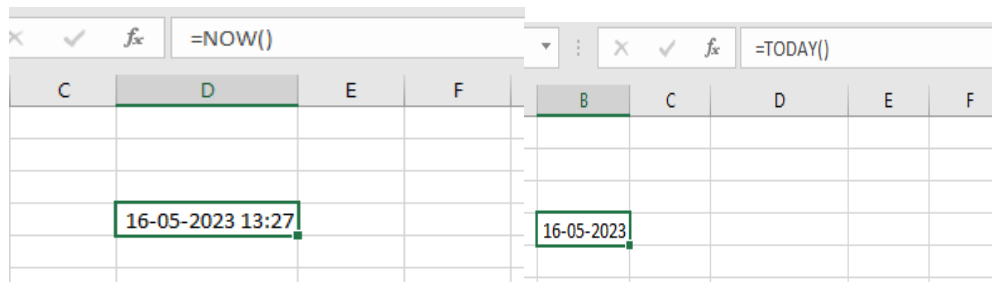 fx =NOW()
C D E F
16-05-2023 13:27
fx =TODAY()
B C D E F
16-05-2023